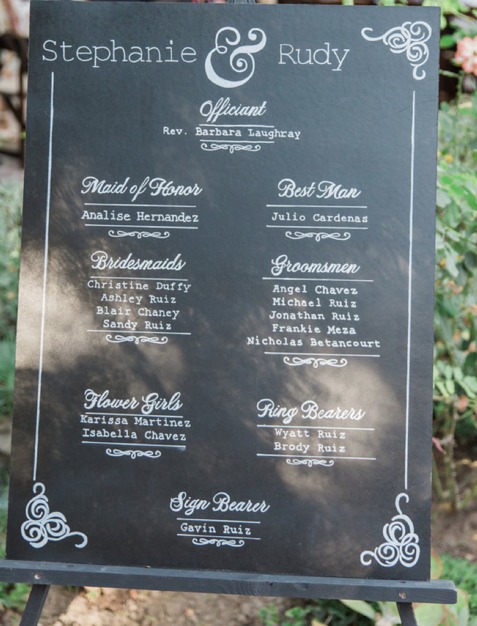 Stephanie & Rudy
Officiant
Rev. Barbara Laughray
Maid of Honor
Analise Hernandez
Best Man
Julio Cardenas
Bridesmaids
Christine Duffy
Ashley Ruiz
Blair Chaney
Sandy Ruiz
Groomsmen
Angel Chavez
Michael Ruiz
Jonathan Ruiz
Frankie Meza
Nicholas Betancourt
Flower Girls
Karissa Martinez
Isabella Chavez
Ring Bearers
Wyatt Ruiz
Brody Ruiz
Sign Bearer
Gavin Ruiz